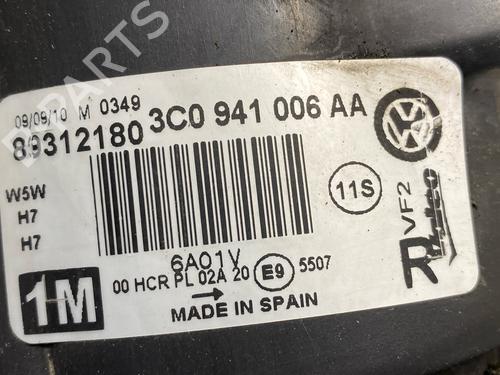 09/09/10 M 0349
89312180 3C0 941 006 AA
W5W
H7
H7
11S
VF2
R
6A01V
1M
00 HCR PL 02A 20 E9 5507
MADE IN SPAIN
PARTS